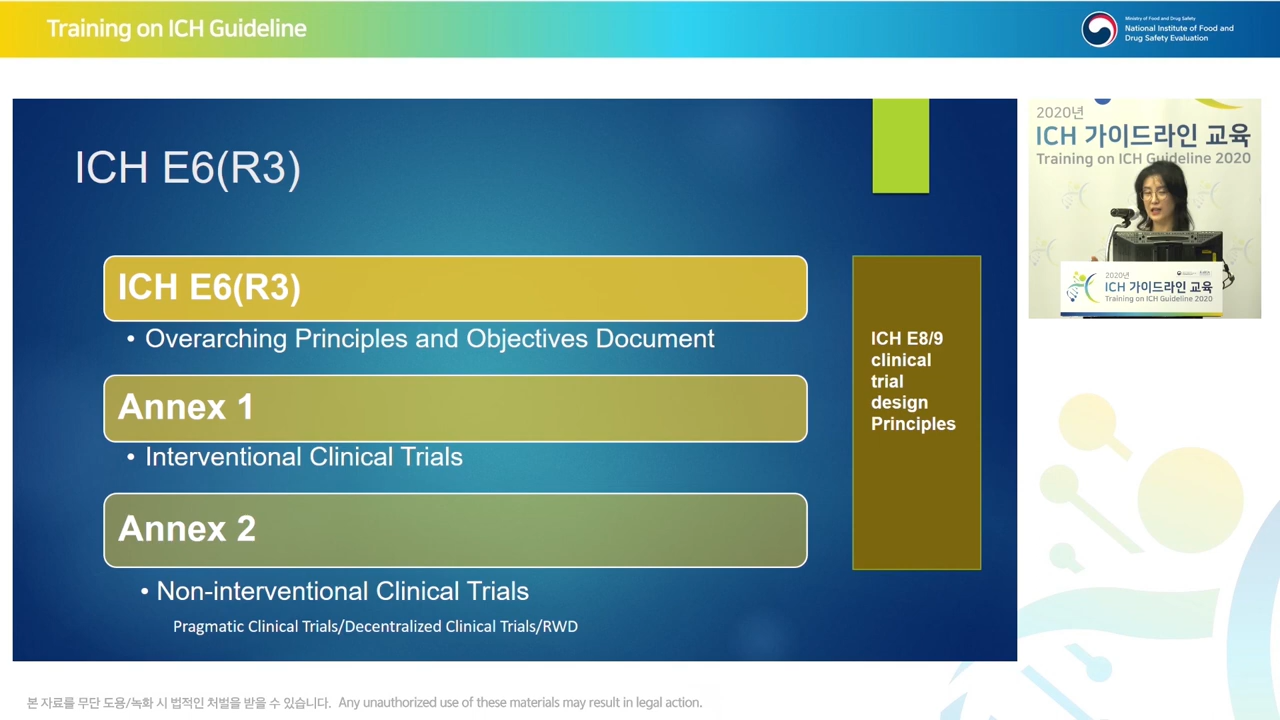 Training on ICH Guideline
Ministry of Food and Drug Safety
National Institute of Food and
Drug Safety Evaluation
ICH E6(R3)
ICH E6(R3)
• Overarching Principles and Objectives Document
Annex 1
• Interventional Clinical Trials
Annex 2
• Non-interventional Clinical Trials
Pragmatic Clinical Trials/Decentralized Clinical Trials/RWD
ICH E8/9
clinical
trial
design
Principles
2020년
ICH 가이드라인 교육
Training on ICH Guideline 2020
2020년
ICH 가이드라인 교육
Training on ICH Guideline 2020
본 자료를 무단 도용/녹화 시 법적인 처벌을 받을 수 있습니다. Any unauthorized use of these materials may result in legal action.